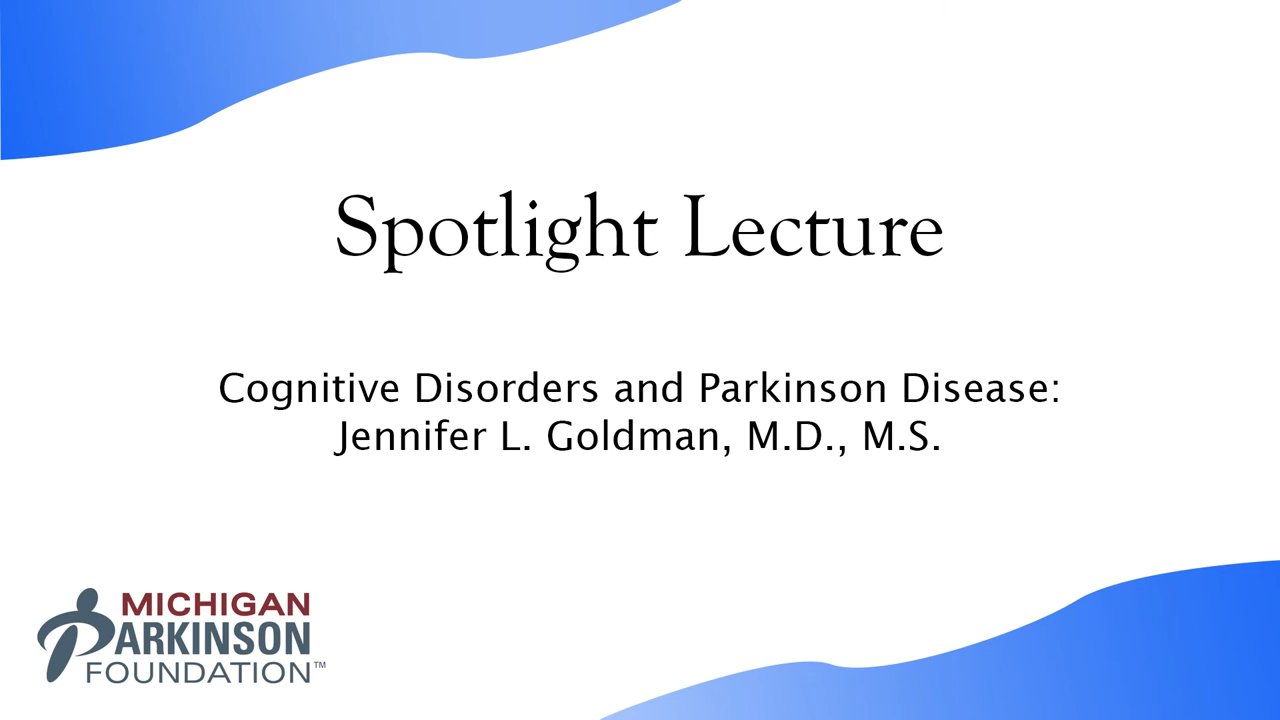 Spotlight Lecture
Cognitive Disorders and Parkinson Disease:
Jennifer L. Goldman, M.D., M.S.
MICHIGAN
PARKINSON
FOUNDATION™